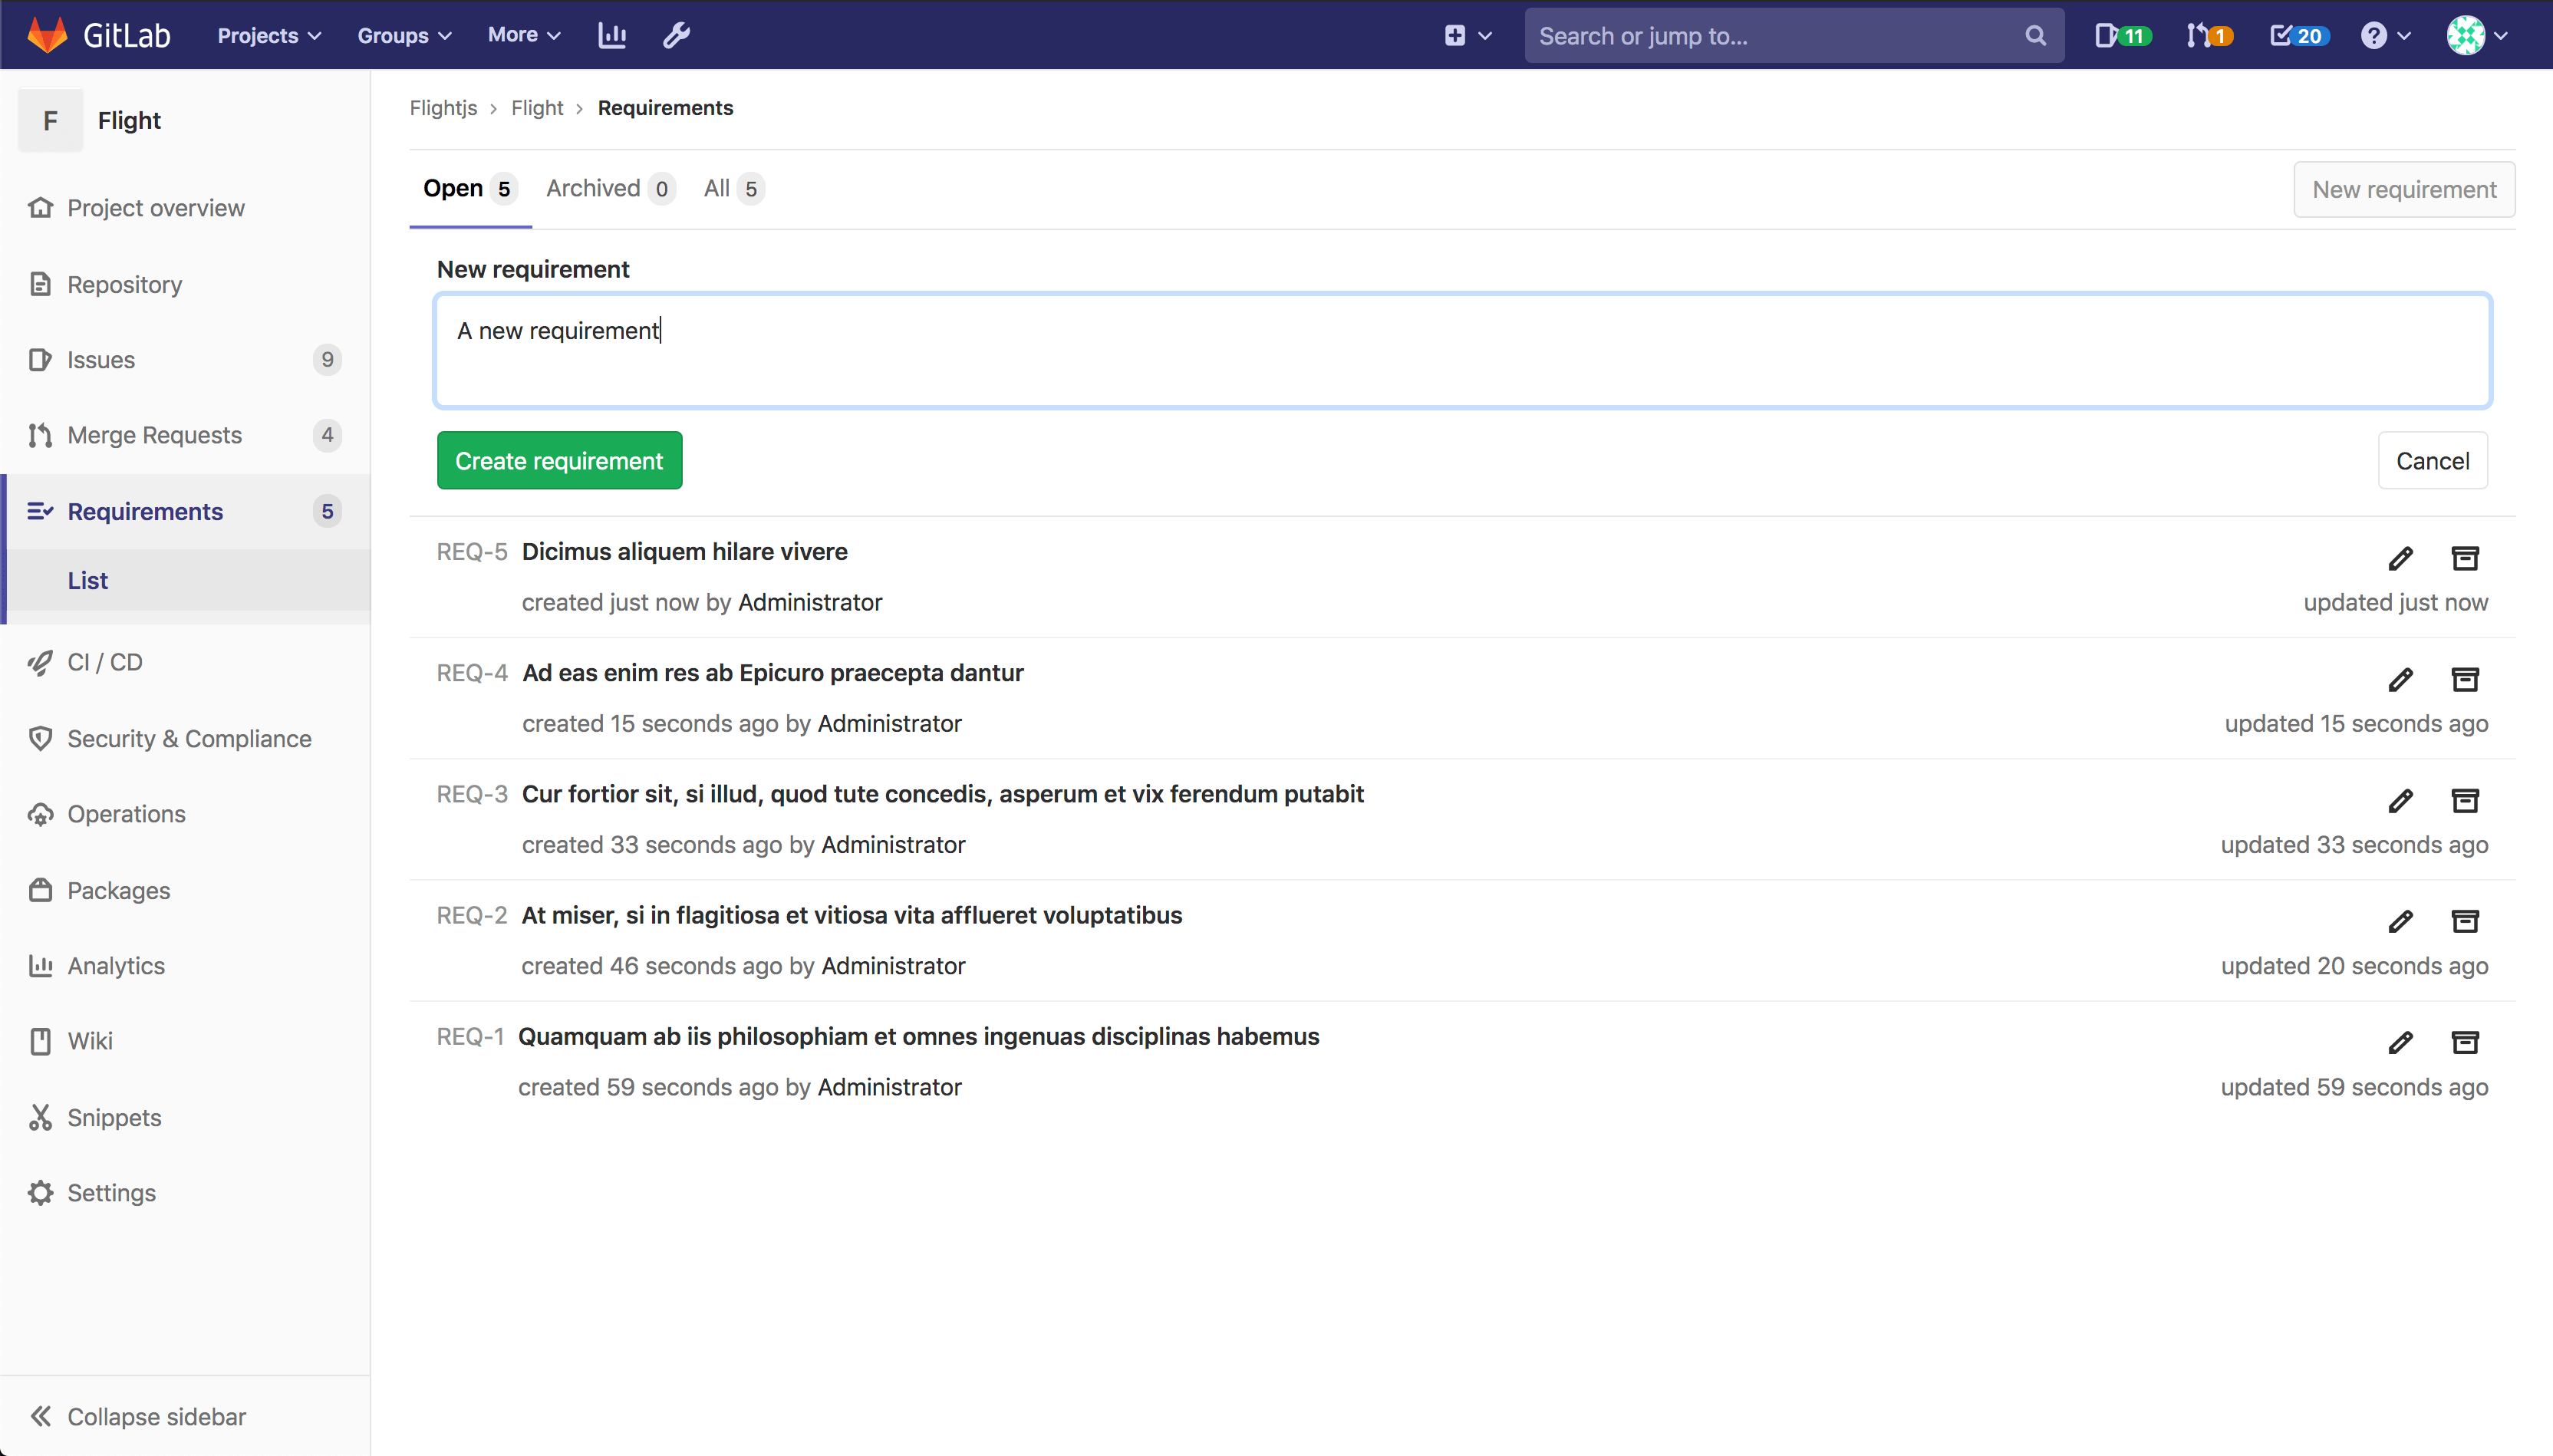 GitLab Projects Groups More Search or jump to... 11 1 20
F Flight
Project overview
Repository
Issues 9
Merge Requests 4
Requirements 5
List
CI / CD
Security & Compliance
Operations
Packages
Analytics
Wiki
Snippets
Settings
Collapse sidebar
Flightjs › Flight › Requirements
Open 5 Archived 0 All 5 New requirement
New requirement
A new requirement
Create requirement Cancel
REQ-5 Dicimus aliquem hilare vivere
created just now by Administrator updated just now
REQ-4 Ad eas enim res ab Epicuro praecepta dantur
created 15 seconds ago by Administrator updated 15 seconds ago
REQ-3 Cur fortior sit, si illud, quod tute concedis, asperum et vix ferendum putabit
created 33 seconds ago by Administrator updated 33 seconds ago
REQ-2 At miser, si in flagitiosa et vitiosa vita afflueret voluptatibus
created 46 seconds ago by Administrator updated 20 seconds ago
REQ-1 Quamquam ab iis philosophiam et omnes ingenuas disciplinas habemus
created 59 seconds ago by Administrator updated 59 seconds ago